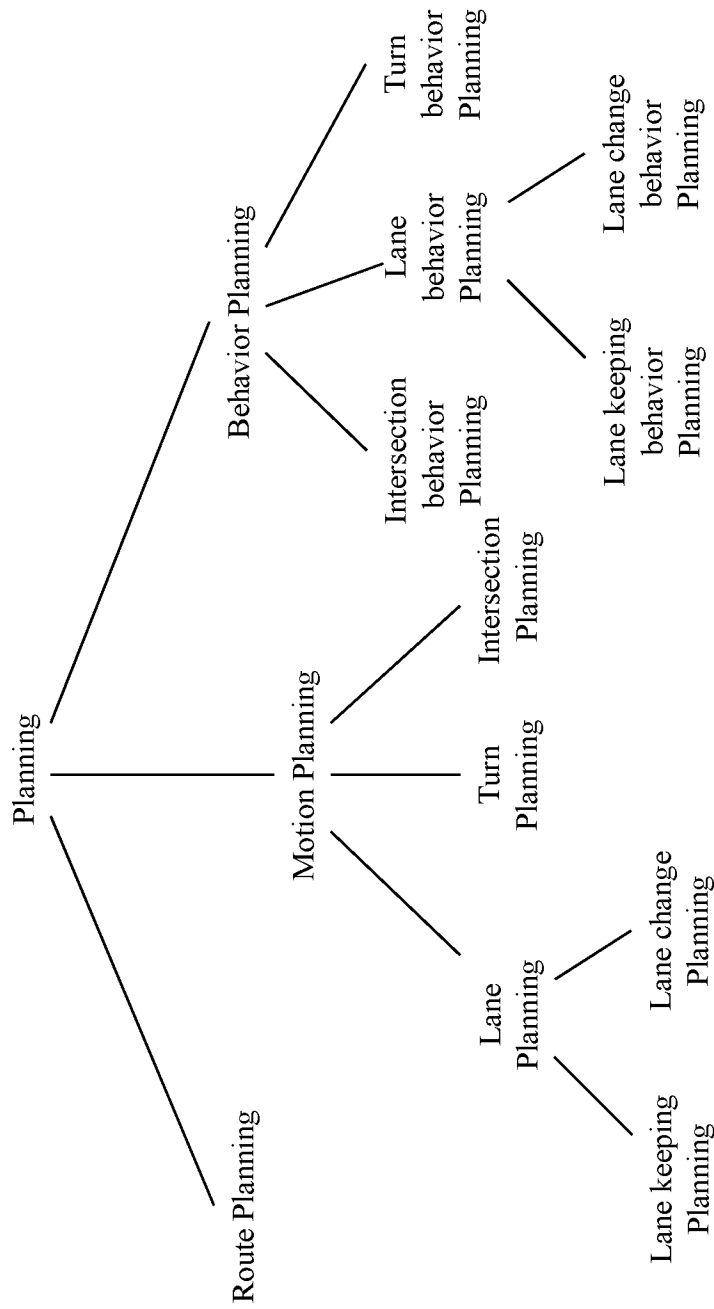 Planning
Route Planning
Motion Planning
Behavior Planning
Lane
Planning
Turn
Planning
Intersection
Planning
Intersection
behavior
Planning
Lane
behavior
Planning
Turn
behavior
Planning
Lane keeping
Planning
Lane change
Planning
Lane keeping
behavior
Planning
Lane change
behavior
Planning